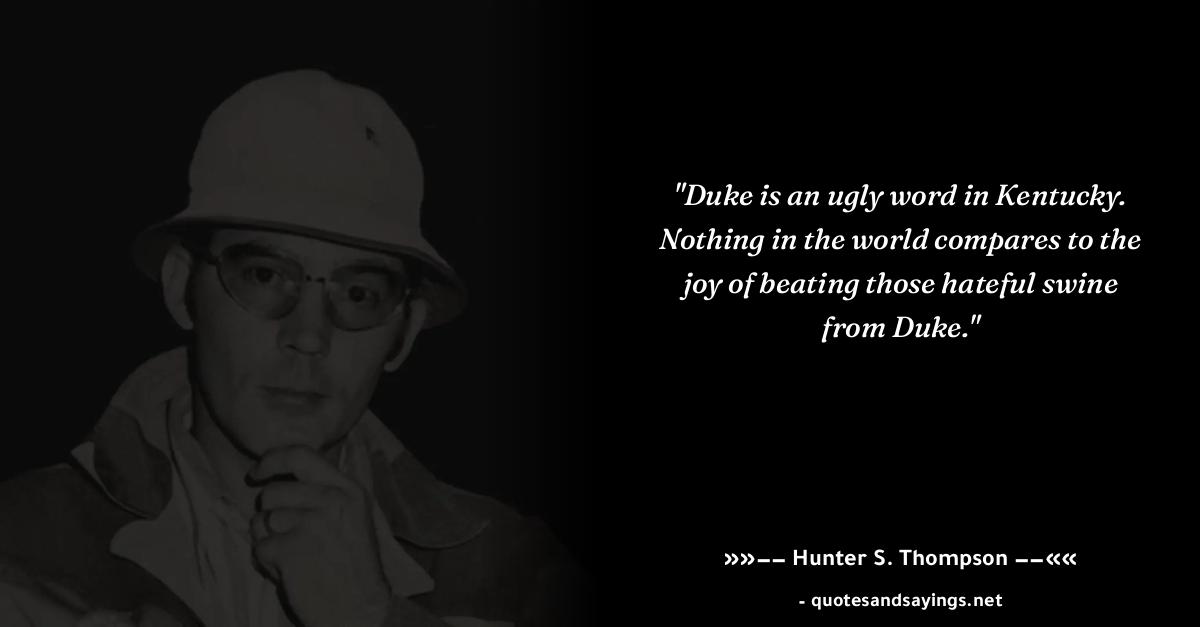 "Duke is an ugly word in Kentucky.
Nothing in the world compares to the
joy of beating those hateful swine
from Duke."
»»–– Hunter S. Thompson ––««
- quotesandsayings.net